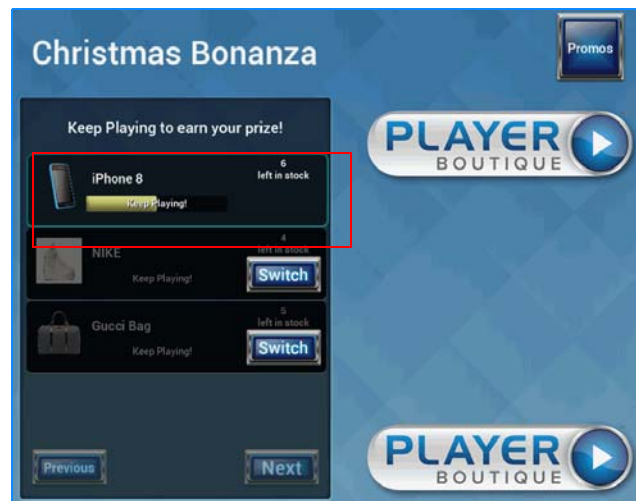 Christmas Bonanza
Promos
Keep Playing to earn your prize!
PLAYER
BOUTIQUE
iPhone 8
6
left in stock
Keep Playing!
NIKE
4
left in stock
Keep Playing!
Switch
Gucci Bag
5
left in stock
Keep Playing!
Switch
Previous
Next
PLAYER
BOUTIQUE